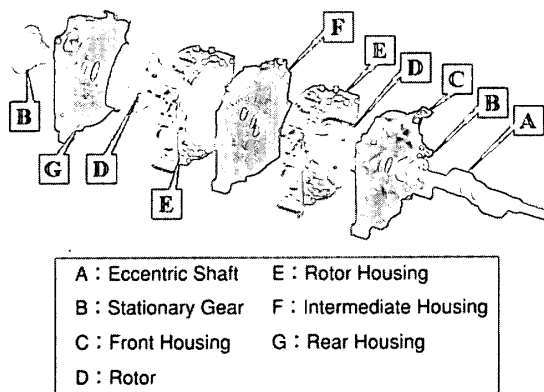 F
E
D
C
B
A
B
G
D
E
A : Eccentric Shaft
B : Stationary Gear
C : Front Housing
D : Rotor
E : Rotor Housing
F : Intermediate Housing
G : Rear Housing